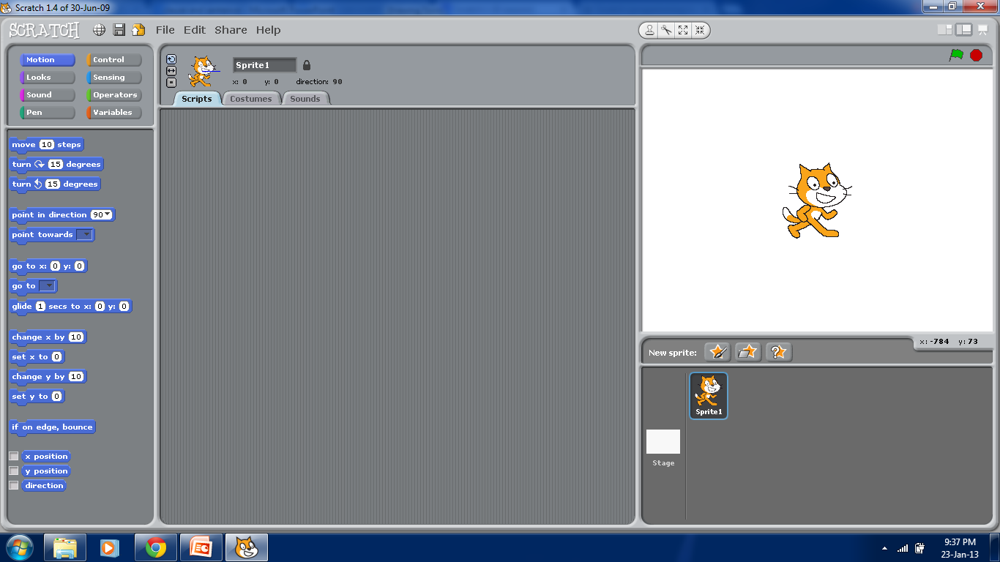 Scratch 1.4 of 30-Jun-09
SCRATCH File Edit Share Help
Motion Control
Looks Sensing
Sound Operators
Pen Variables
move 10 steps
turn 15 degrees
turn 15 degrees
point in direction 90
point towards
go to x: 0 y: 0
go to
glide 1 secs to x: 0 y: 0
change x by 10
set x to 0
change y by 10
set y to 0
if on edge, bounce
x position
y position
direction
Sprite1
x: 0 y: 0 direction: 90
Scripts Costumes Sounds
x: -784 y: 73
New sprite:
Sprite1
Stage
9:37 PM
23-Jan-13